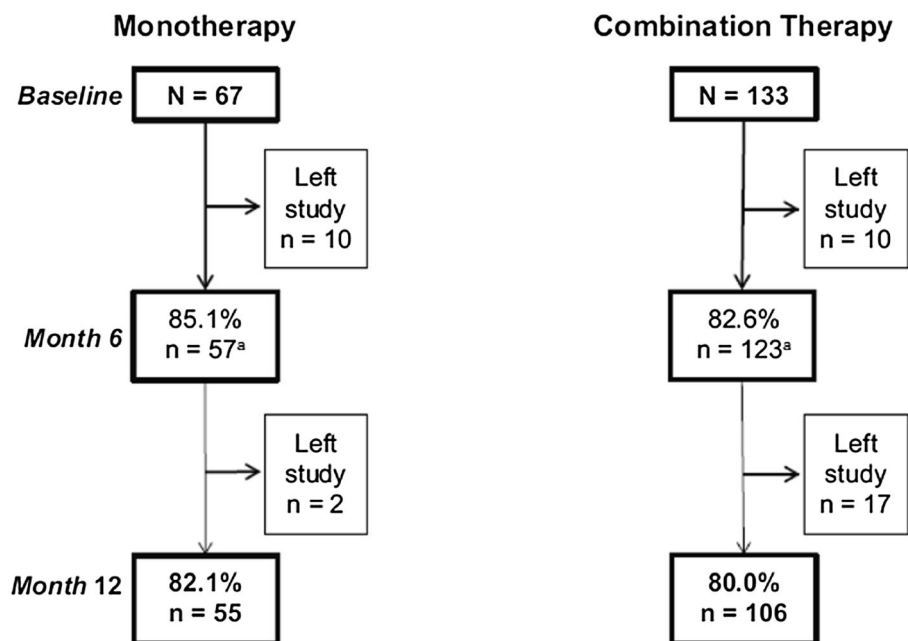 Monotherapy
Combination Therapy
Baseline
N = 67
N = 133
Left
study
n = 10
Left
study
n = 10
Month 6
85.1%
n = 57ᵃ
82.6%
n = 123ᵃ
Left
study
n = 2
Left
study
n = 17
Month 12
82.1%
n = 55
80.0%
n = 106